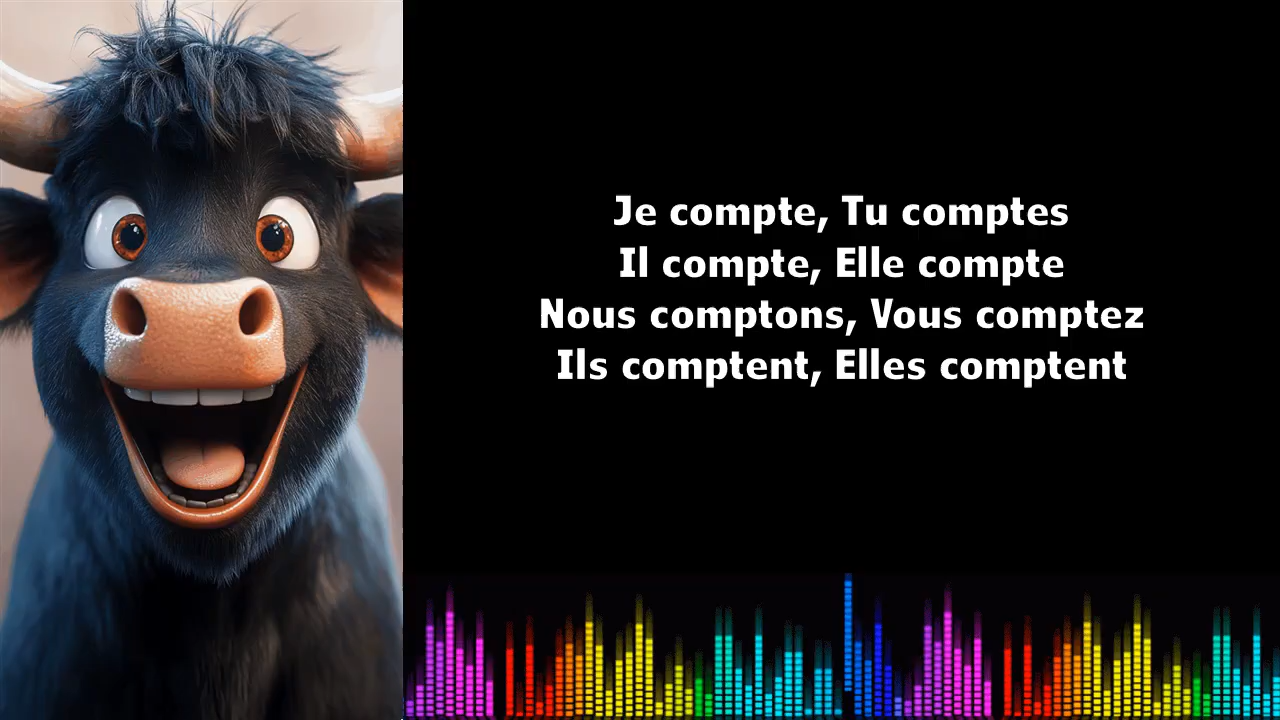 Je compte, Tu comptes
Il compte, Elle compte
Nous comptons, Vous comptez
Ils comptent, Elles comptent